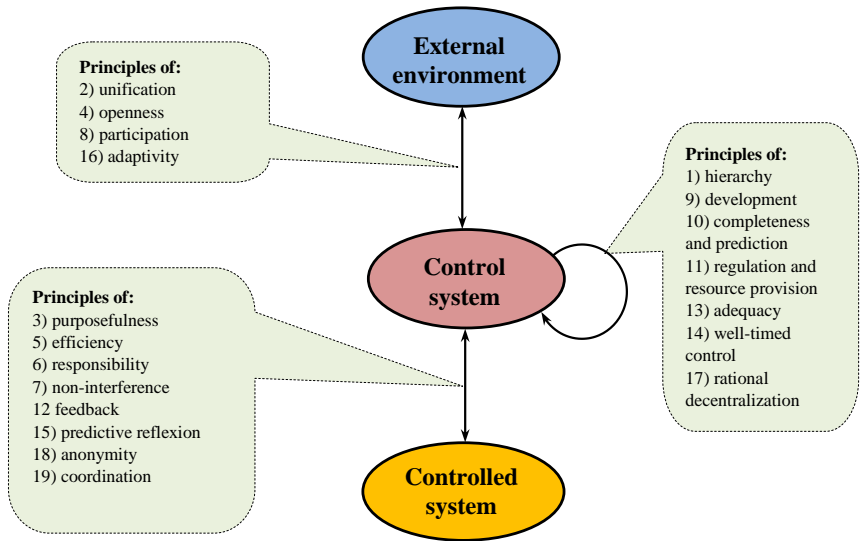 External
environment
Principles of:
2) unification
4) openness
8) participation
16) adaptivity
Principles of:
1) hierarchy
9) development
10) completeness
and prediction
11) regulation and
resource provision
13) adequacy
14) well-timed
control
17) rational
decentralization
Control
system
Principles of:
3) purposefulness
5) efficiency
6) responsibility
7) non-interference
12 feedback
15) predictive reflexion
18) anonymity
19) coordination
Controlled
system